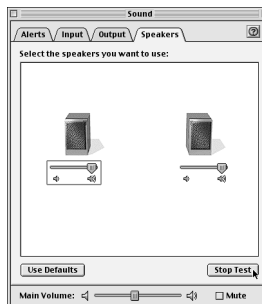 Sound
Alerts Input Output Speakers
Select the speakers you want to use:
Use Defaults Stop Test
Main Volume: Mute